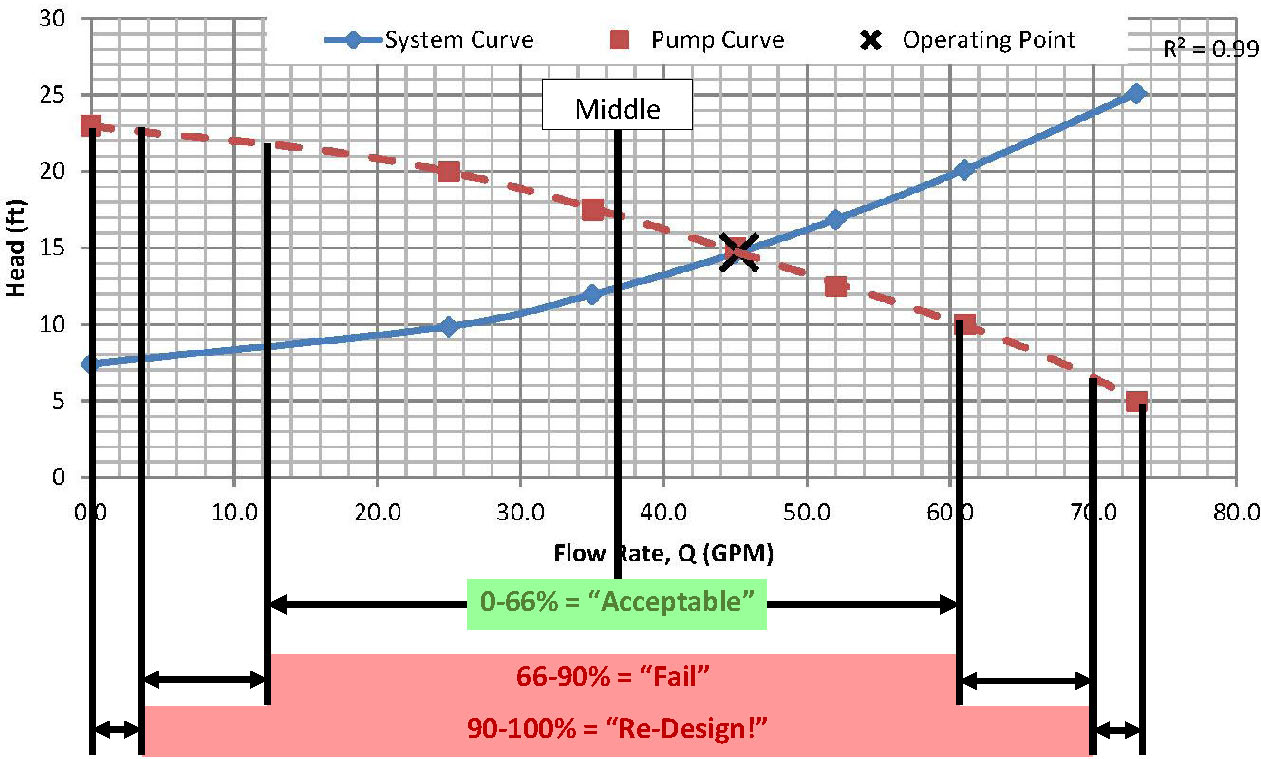 30
System Curve Pump Curve Operating Point
R² = 0.99
25
Middle
20
15
10
5
0
Head (ft)
0.0 10.0 20.0 30.0 40.0 50.0 60.0 70.0 80.0
Flow Rate, Q (GPM)
0-66% = “Acceptable”
66-90% = “Fail”
90-100% = “Re-Design!”